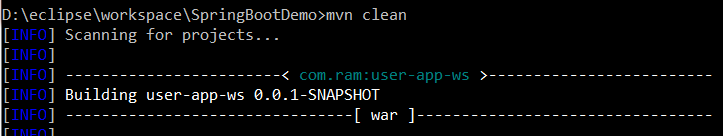 D:\eclipse\workspace\SpringBootDemo>mvn clean
[INFO] Scanning for projects...
[INFO]
[INFO] -----------------------< com.ram:user-app-ws >------------------------
[INFO] Building user-app-ws 0.0.1-SNAPSHOT
[INFO] --------------------------------[ war ]---------------------------------
[INFO]